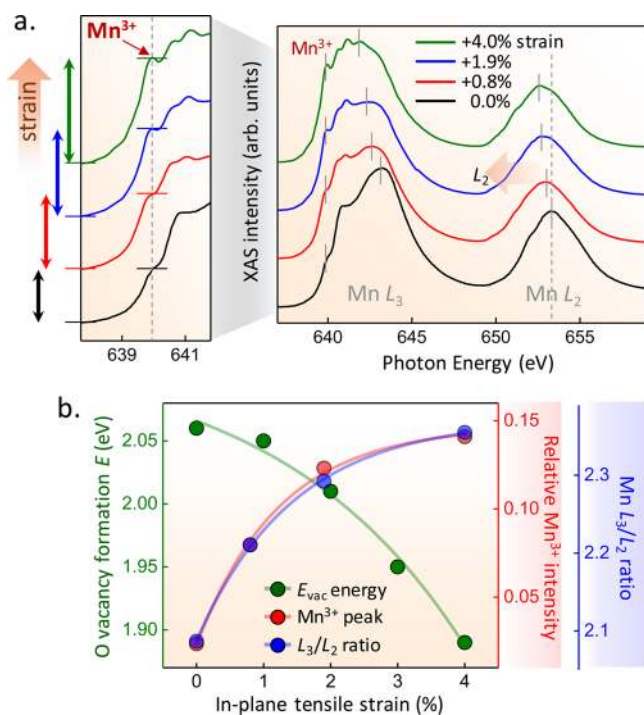 a.
Mn³⁺
strain
639
641
XAS intensity (arb. units)
Mn³⁺
+4.0% strain
+1.9%
+0.8%
0.0%
L₂
Mn L₃
Mn L₂
640
645
650
655
Photon Energy (eV)
b.
O vacancy formation E (eV)
2.05
2.00
1.95
1.90
Eᵥₐc energy
Mn³⁺ peak
L₃/L₂ ratio
0
1
2
3
4
In-plane tensile strain (%)
0.15
0.10
0.05
Relative Mn³⁺ intensity
2.3
2.2
2.1
Mn L₃/L₂ ratio